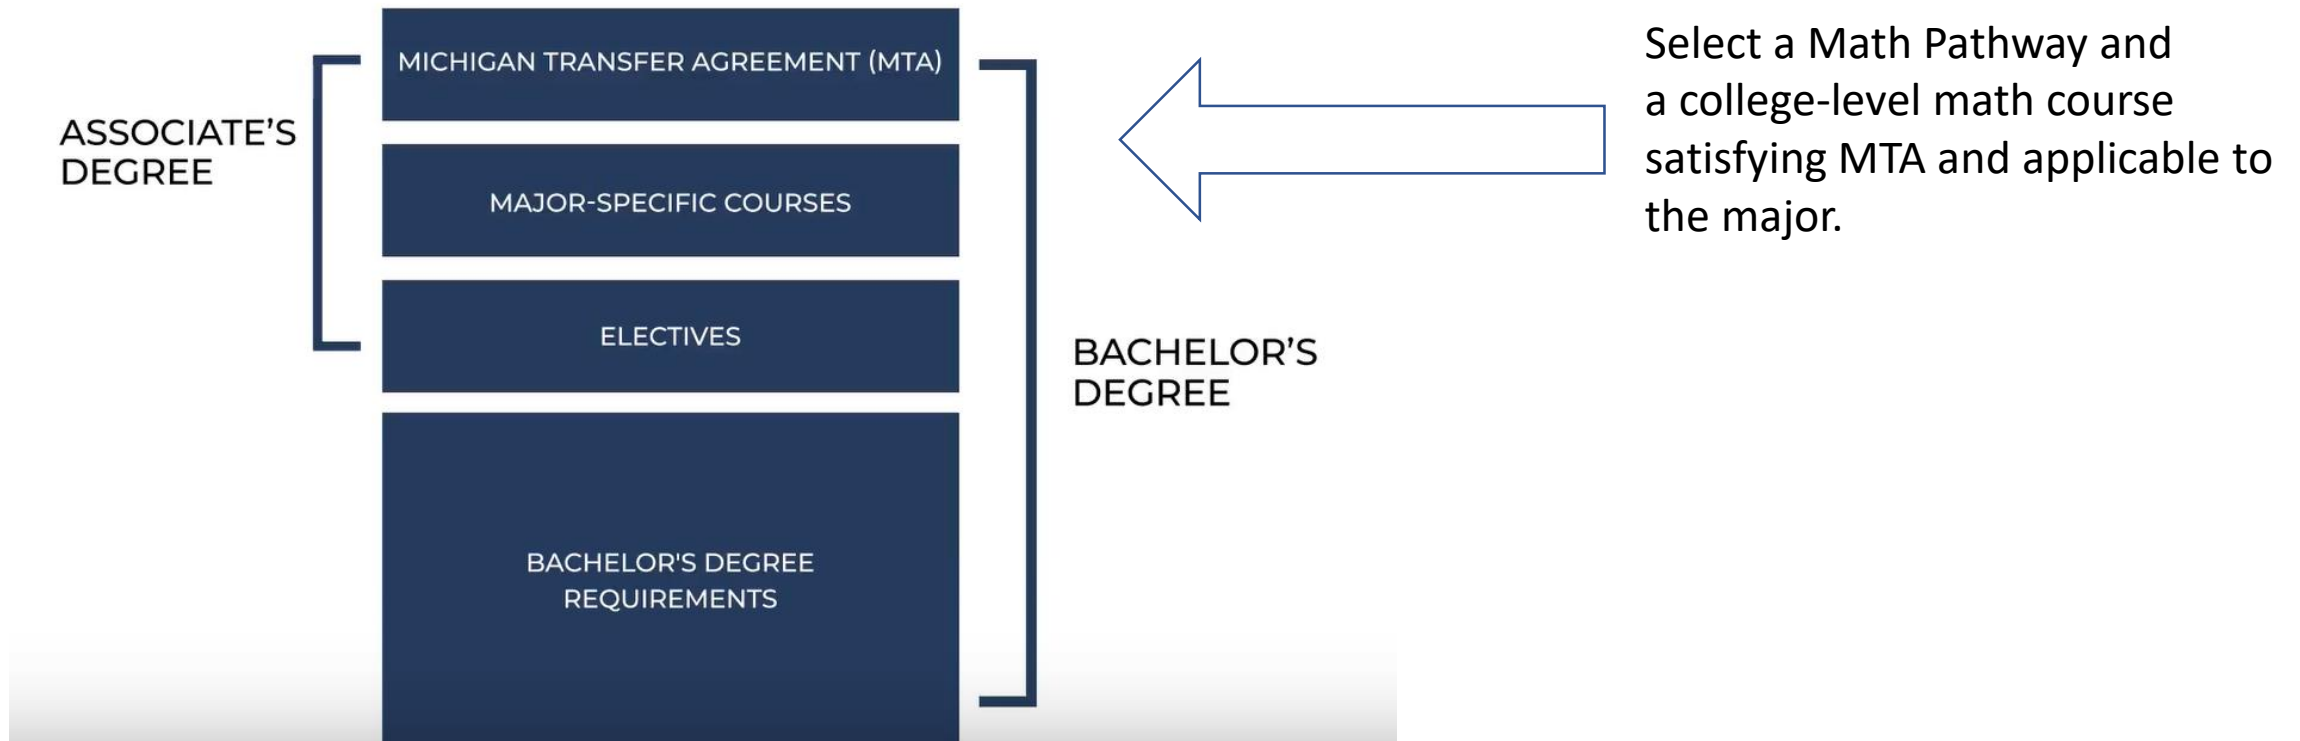 MICHIGAN TRANSFER AGREEMENT (MTA)
ASSOCIATE'S
DEGREE
MAJOR-SPECIFIC COURSES
ELECTIVES
BACHELOR'S DEGREE
REQUIREMENTS
BACHELOR'S
DEGREE
Select a Math Pathway and
a college-level math course
satisfying MTA and applicable to
the major.